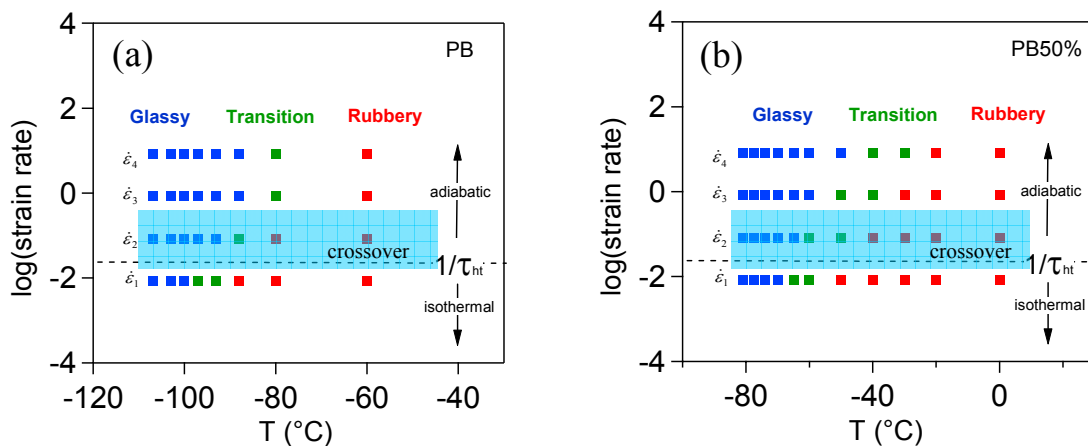 (a)
PB
Glassy Transition Rubbery
log(strain rate)
4
2
0
-2
-4
ε̇₄
ε̇₃
ε̇₂
ε̇₁
adiabatic
crossover
1/τht
isothermal
-120 -100 -80 -60 -40
T (°C)
(b)
PB50%
Glassy Transition Rubbery
log(strain rate)
4
2
0
-2
-4
ε̇₄
ε̇₃
ε̇₂
ε̇₁
adiabatic
crossover
1/τht
isothermal
-80 -40 0
T (°C)